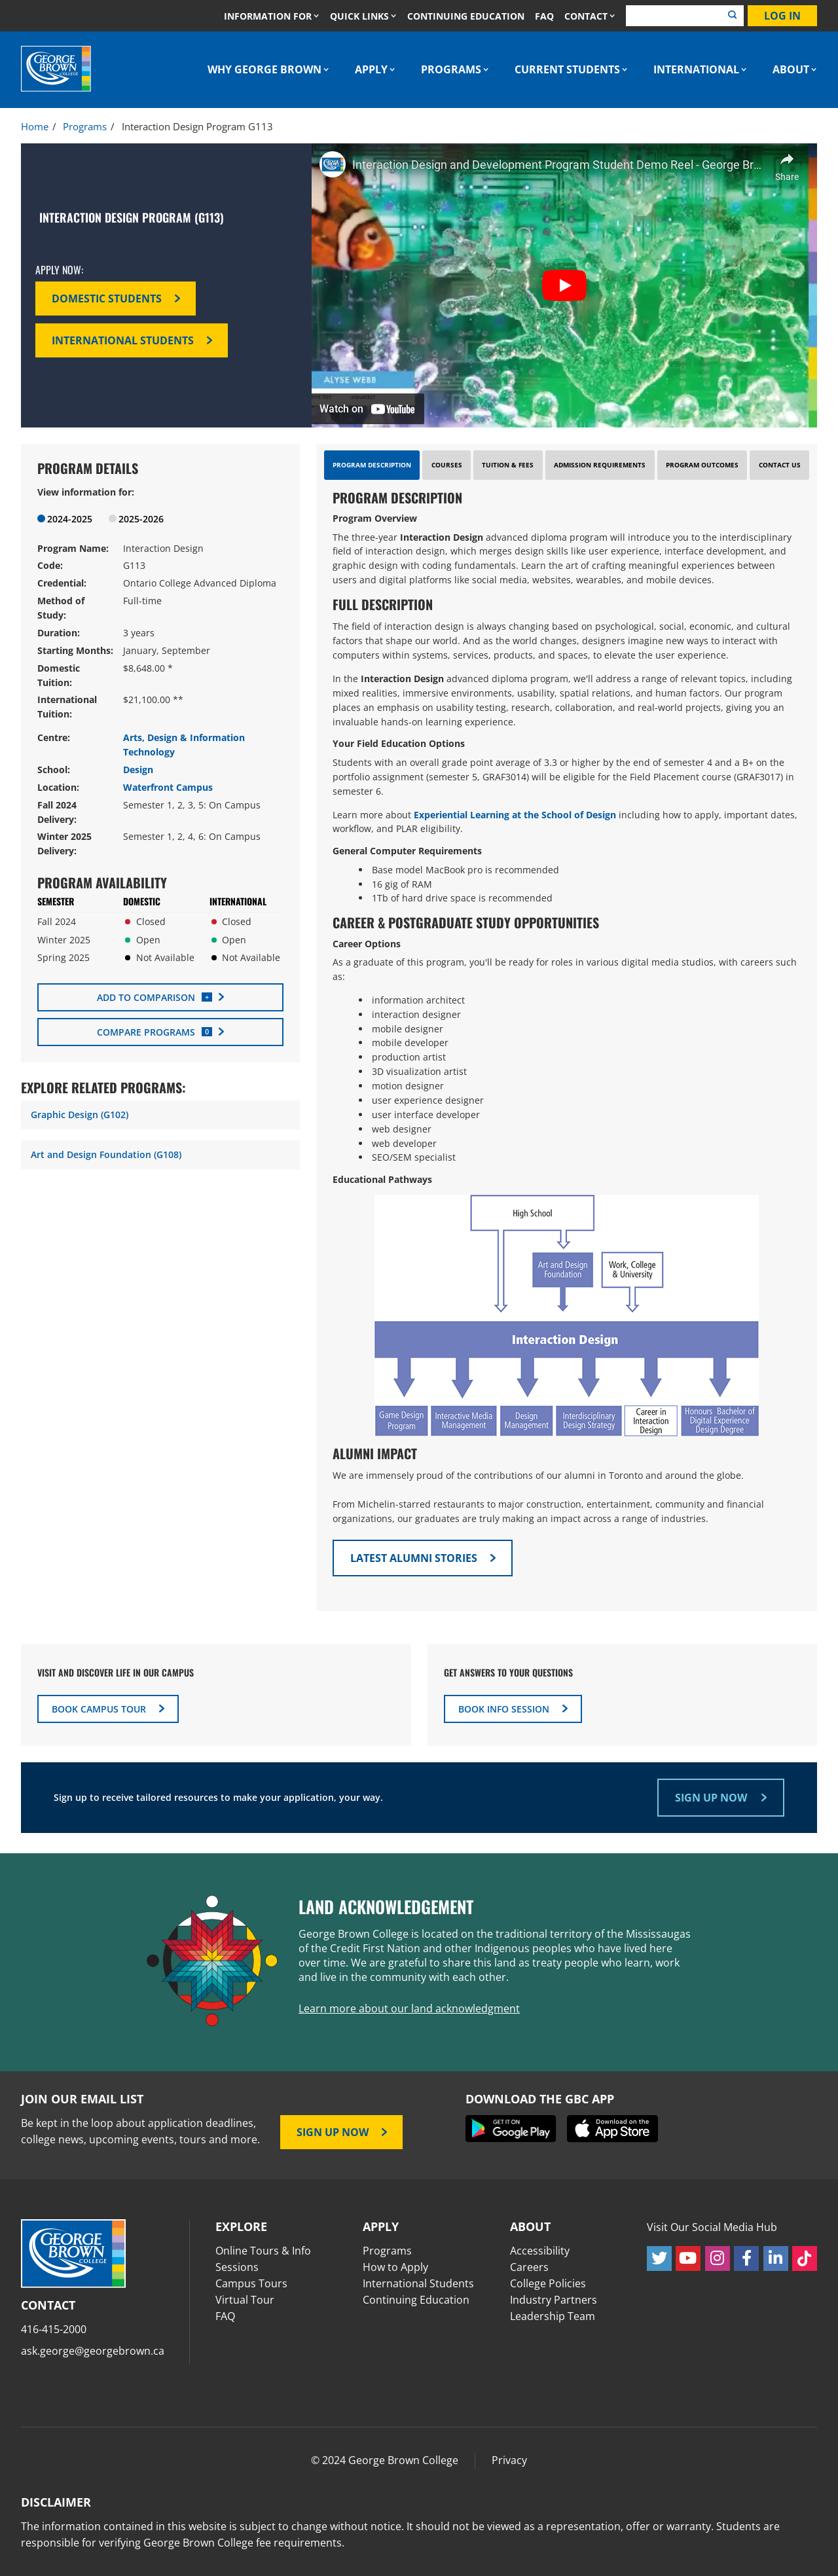 INFORMATION FOR QUICK LINKS CONTINUING EDUCATION FAQ CONTACT LOG IN
GEORGE BROWN COLLEGE
WHY GEORGE BROWN APPLY PROGRAMS CURRENT STUDENTS INTERNATIONAL ABOUT
Home / Programs / Interaction Design Program G113
INTERACTION DESIGN PROGRAM (G113)
APPLY NOW:
DOMESTIC STUDENTS
INTERNATIONAL STUDENTS
Interaction Design and Development Program Student Demo Reel - George Br...
Share
ALYSE WEBB
Watch on YouTube
PROGRAM DETAILS
View information for:
2024-2025 2025-2026
Program Name: Interaction Design
Code: G113
Credential: Ontario College Advanced Diploma
Method of Study: Full-time
Duration: 3 years
Starting Months: January, September
Domestic Tuition: $8,648.00 *
International Tuition: $21,100.00 **
Centre: Arts, Design & Information Technology
School: Design
Location: Waterfront Campus
Fall 2024 Delivery: Semester 1, 2, 3, 5: On Campus
Winter 2025 Delivery: Semester 1, 2, 4, 6: On Campus
PROGRAM AVAILABILITY
SEMESTER DOMESTIC INTERNATIONAL
Fall 2024 Closed Closed
Winter 2025 Open Open
Spring 2025 Not Available Not Available
ADD TO COMPARISON +
COMPARE PROGRAMS 0
EXPLORE RELATED PROGRAMS:
Graphic Design (G102)
Art and Design Foundation (G108)
PROGRAM DESCRIPTION COURSES TUITION & FEES ADMISSION REQUIREMENTS PROGRAM OUTCOMES CONTACT US
PROGRAM DESCRIPTION
Program Overview
The three-year Interaction Design advanced diploma program will introduce you to the interdisciplinary
field of interaction design, which merges design skills like user experience, interface development, and
graphic design with coding fundamentals. Learn the art of crafting meaningful experiences between
users and digital platforms like social media, websites, wearables, and mobile devices.
FULL DESCRIPTION
The field of interaction design is always changing based on psychological, social, economic, and cultural
factors that shape our world. And as the world changes, designers imagine new ways to interact with
computers within systems, services, products, and spaces, to elevate the user experience.
In the Interaction Design advanced diploma program, we'll address a range of relevant topics, including
mixed realities, immersive environments, usability, spatial relations, and human factors. Our program
places an emphasis on usability testing, research, collaboration, and real-world projects, giving you an
invaluable hands-on learning experience.
Your Field Education Options
Students with an overall grade point average of 3.3 or higher by the end of semester 4 and a B+ on the
portfolio assignment (semester 5, GRAF3014) will be eligible for the Field Placement course (GRAF3017) in
semester 6.
Learn more about Experiential Learning at the School of Design including how to apply, important dates,
workflow, and PLAR eligibility.
General Computer Requirements
• Base model MacBook pro is recommended
• 16 gig of RAM
• 1Tb of hard drive space is recommended
CAREER & POSTGRADUATE STUDY OPPORTUNITIES
Career Options
As a graduate of this program, you'll be ready for roles in various digital media studios, with careers such
as:
• information architect
• interaction designer
• mobile designer
• mobile developer
• production artist
• 3D visualization artist
• motion designer
• user experience designer
• user interface developer
• web designer
• web developer
• SEO/SEM specialist
Educational Pathways
High School
Art and Design Foundation
Work, College & University
Interaction Design
Game Design Program
Interactive Media Management
Design Management
Interdisciplinary Design Strategy
Career in Interaction Design
Honours Bachelor of Digital Experience Design Degree
ALUMNI IMPACT
We are immensely proud of the contributions of our alumni in Toronto and around the globe.
From Michelin-starred restaurants to major construction, entertainment, community and financial
organizations, our graduates are truly making an impact across a range of industries.
LATEST ALUMNI STORIES
VISIT AND DISCOVER LIFE IN OUR CAMPUS
BOOK CAMPUS TOUR
GET ANSWERS TO YOUR QUESTIONS
BOOK INFO SESSION
Sign up to receive tailored resources to make your application, your way.
SIGN UP NOW
LAND ACKNOWLEDGEMENT
George Brown College is located on the traditional territory of the Mississaugas
of the Credit First Nation and other Indigenous peoples who have lived here
over time. We are grateful to share this land as treaty people who learn, work
and live in the community with each other.
Learn more about our land acknowledgment
JOIN OUR EMAIL LIST
Be kept in the loop about application deadlines,
college news, upcoming events, tours and more.
SIGN UP NOW
DOWNLOAD THE GBC APP
GET IT ON Google Play
Download on the App Store
GEORGE BROWN COLLEGE
CONTACT
416-415-2000
ask.george@georgebrown.ca
EXPLORE
Online Tours & Info
Sessions
Campus Tours
Virtual Tour
FAQ
APPLY
Programs
How to Apply
International Students
Continuing Education
ABOUT
Accessibility
Careers
College Policies
Industry Partners
Leadership Team
Visit Our Social Media Hub
© 2024 George Brown College Privacy
DISCLAIMER
The information contained in this website is subject to change without notice. It should not be viewed as a representation, offer or warranty. Students are
responsible for verifying George Brown College fee requirements.